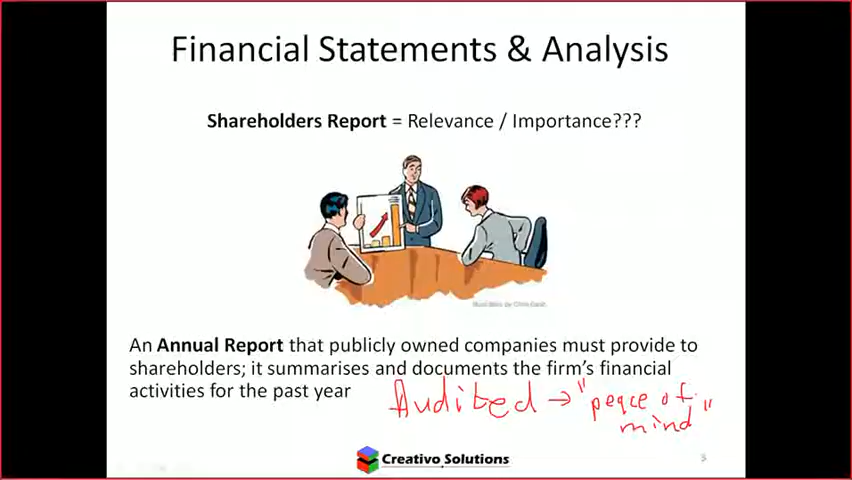 Financial Statements & Analysis
Shareholders Report = Relevance / Importance???
An Annual Report that publicly owned companies must provide to
shareholders; it summarises and documents the firm's financial
activities for the past year
Audited → "peace of
mind"
Creativo Solutions